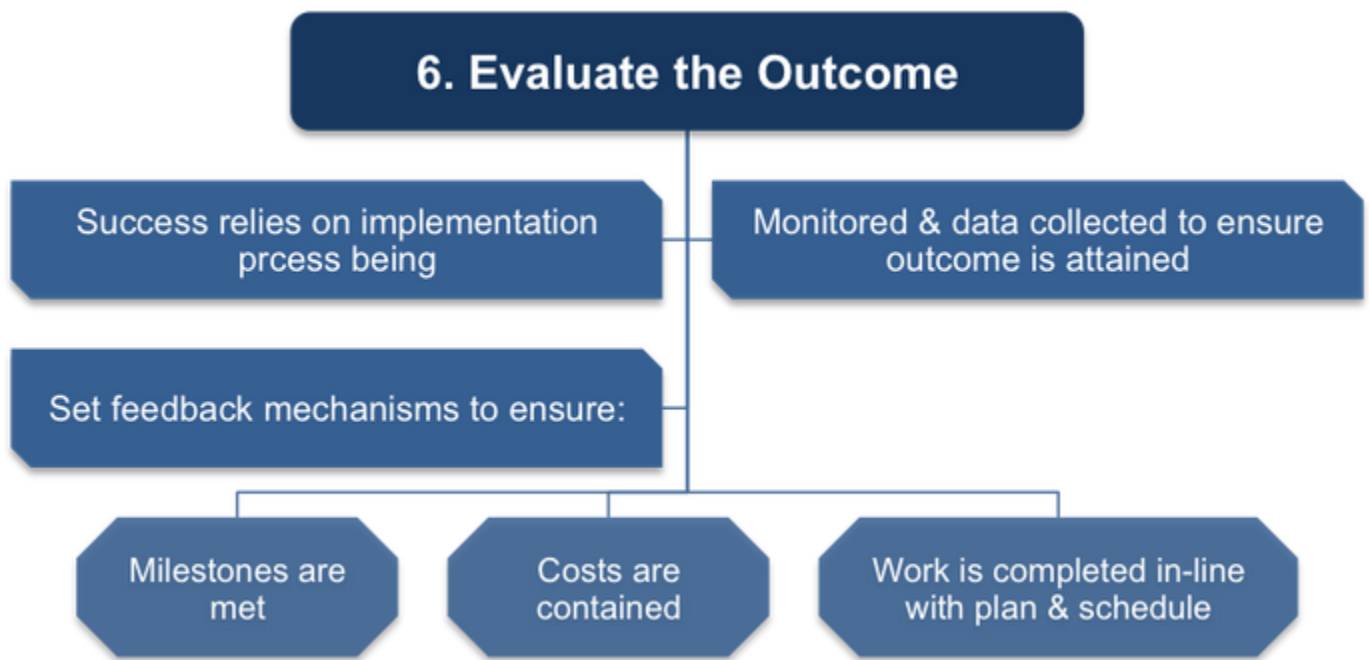 6. Evaluate the Outcome
Success relies on implementation
prcess being
Monitored & data collected to ensure
outcome is attained
Set feedback mechanisms to ensure:
Milestones are
met
Costs are
contained
Work is completed in-line
with plan & schedule